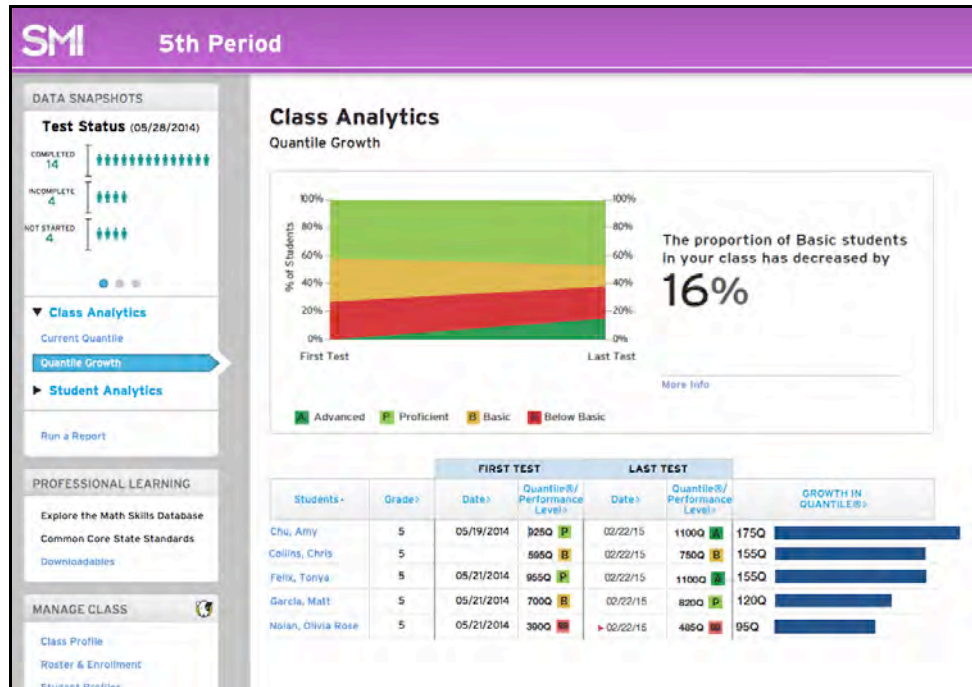 SMI 5th Period
DATA SNAPSHOTS
Test Status (05/28/2014)
COMPLETED
14
INCOMPLETE
4
NOT STARTED
4
Class Analytics
Current Quantile
Quantile Growth
Student Analytics
Run a Report
PROFESSIONAL LEARNING
Explore the Math Skills Database
Common Core State Standards
Downloadables
MANAGE CLASS
Class Profile
Roster & Enrollment
Student Profiles
Class Analytics
Quantile Growth
% of Students
100% 100%
80% 80%
60% 60%
40% 40%
20% 20%
0% 0%
First Test Last Test
A Advanced P Proficient B Basic Below Basic
The proportion of Basic students
in your class has decreased by
16%
More Info
FIRST TEST LAST TEST
Students Grade Date Quantile®/ Performance Level Date Quantile®/ Performance Level GROWTH IN QUANTILE®
Chu, Amy 5 05/19/2014 925Q P 02/22/15 1100Q A 175Q
Collins, Chris 5 595Q B 02/22/15 750Q B 155Q
Felix, Tonya 5 05/21/2014 955Q P 02/22/15 1100Q A 155Q
Garcia, Matt 5 05/21/2014 700Q B 02/22/15 820Q P 120Q
Nolan, Olivia Rose 5 05/21/2014 390Q BB 02/22/15 485Q BB 95Q